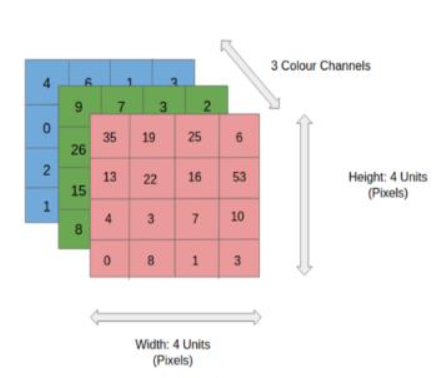 3 Colour Channels
4 6 1 3
9 7 3 2
35 19 25 6
0
26
13 22 16 53
Height: 4 Units
(Pixels)
2
15
4 3 7 10
1
8
0 8 1 3
Width: 4 Units
(Pixels)